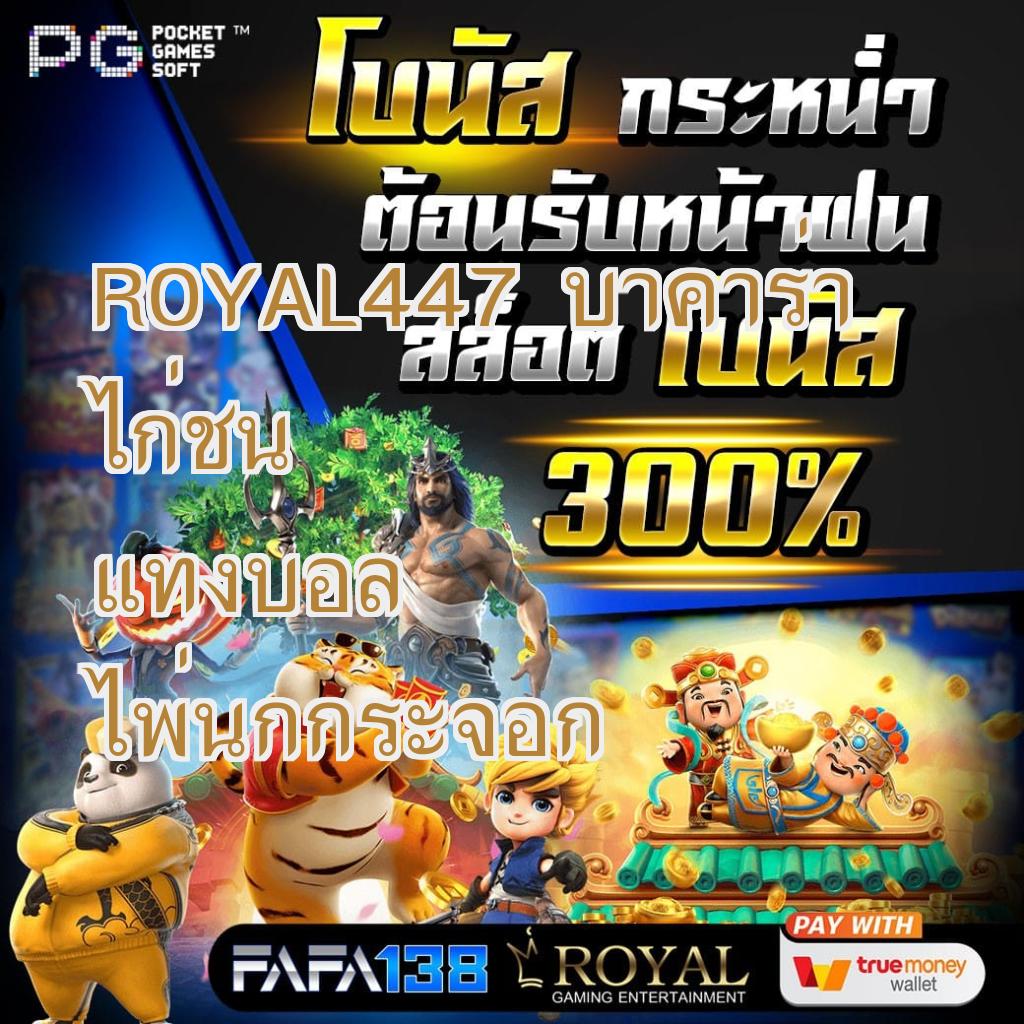 PG POCKET GAMES SOFT™
โบนัส กระหน่ำ
ต้อนรับหน้าฝน
ROYAL447 บาคาร่า
สล็อต โบนัส
ไก่ชน
300%
แทงบอล
ไพ่นกกระจอก
FAFA138
ROYAL
GAMING ENTERTAINMENT
PAY WITH
truemoney
wallet